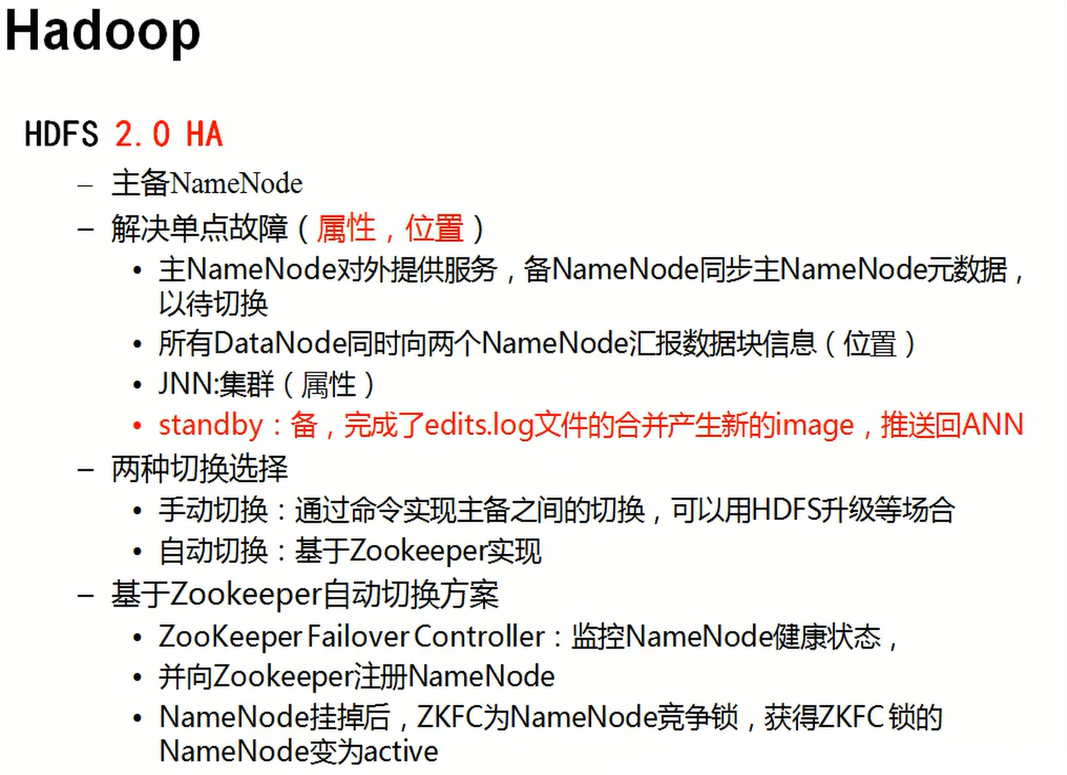 Hadoop
HDFS 2.0 HA
– 主备NameNode
– 解决单点故障（属性，位置）
• 主NameNode对外提供服务，备NameNode同步主NameNode元数据，
以待切换
• 所有DataNode同时向两个NameNode汇报数据块信息（位置）
• JNN:集群（属性）
• standby：备，完成了edits.log文件的合并产生新的image，推送回ANN
– 两种切换选择
• 手动切换：通过命令实现主备之间的切换，可以用HDFS升级等场合
• 自动切换：基于Zookeeper实现
– 基于Zookeeper自动切换方案
• ZooKeeper Failover Controller：监控NameNode健康状态，
• 并向Zookeeper注册NameNode
• NameNode挂掉后，ZKFC为NameNode竞争锁，获得ZKFC 锁的
NameNode变为active